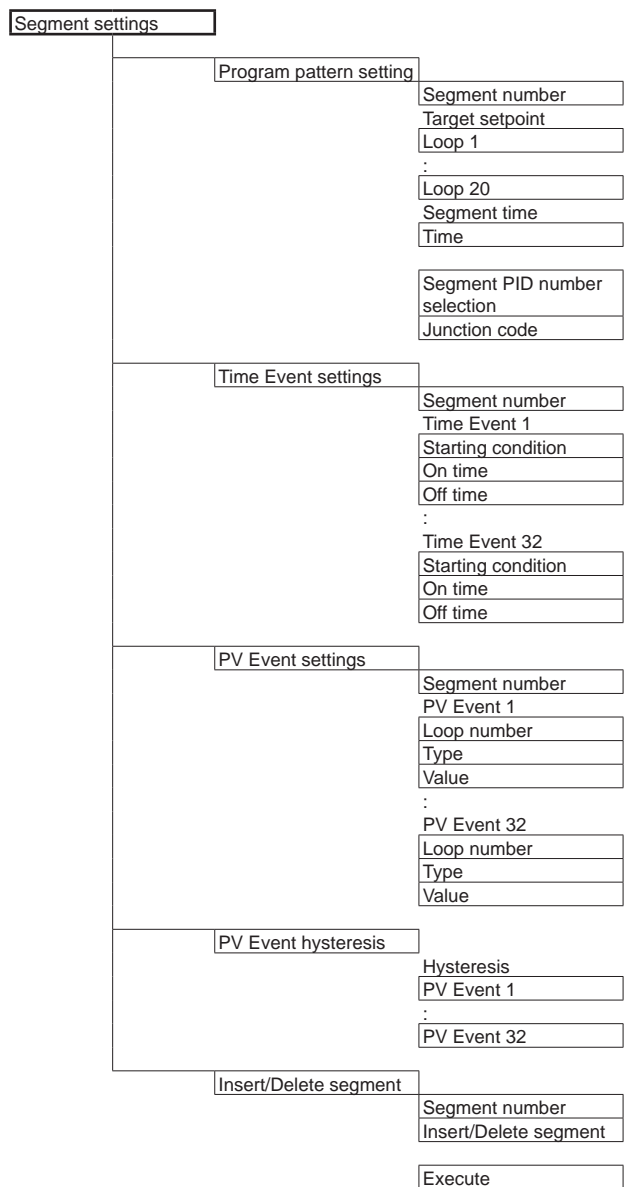 Segment settings
Program pattern setting
Segment number
Target setpoint
Loop 1
:
Loop 20
Segment time
Time
Segment PID number
selection
Junction code
Time Event settings
Segment number
Time Event 1
Starting condition
On time
Off time
:
Time Event 32
Starting condition
On time
Off time
PV Event settings
Segment number
PV Event 1
Loop number
Type
Value
:
PV Event 32
Loop number
Type
Value
PV Event hysteresis
Hysteresis
PV Event 1
:
PV Event 32
Insert/Delete segment
Segment number
Insert/Delete segment
Execute